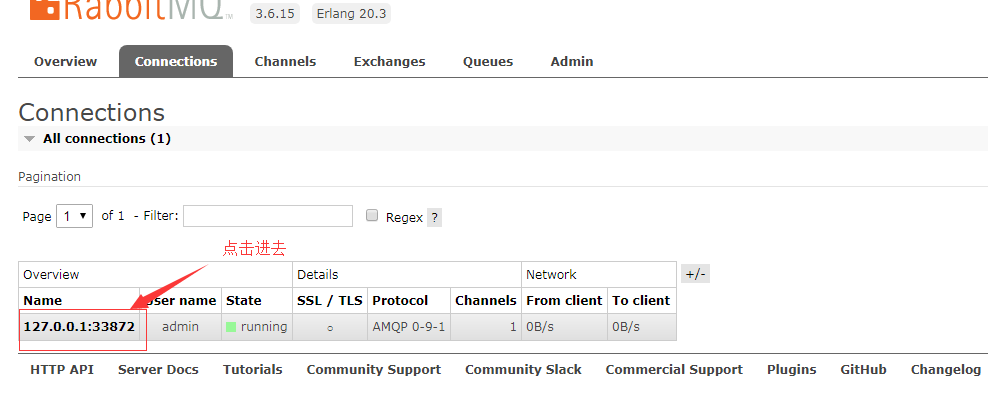 RabbitMQ™ 3.6.15 Erlang 20.3
Overview Connections Channels Exchanges Queues Admin
Connections
All connections (1)
Pagination
Page 1 of 1 - Filter: Regex ?
点击进去
Overview Details Network +/-
Name User name State SSL / TLS Protocol Channels From client To client
127.0.0.1:33872 admin running ○ AMQP 0-9-1 1 0B/s 0B/s
HTTP API Server Docs Tutorials Community Support Community Slack Commercial Support Plugins GitHub Changelog